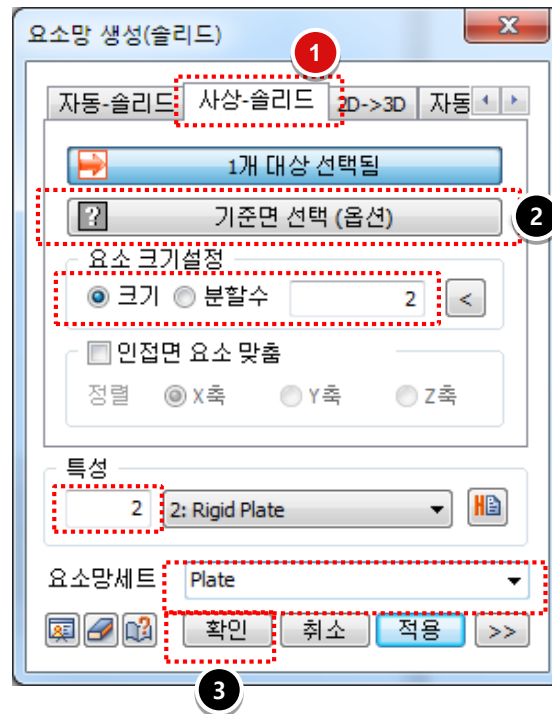 요소망 생성(솔리드)
1
자동-솔리드 사상-솔리드 2D->3D 자동
1개 대상 선택됨
? 기준면 선택 (옵션)
2
요소 크기설정
크기 분할수 2 <
인접면 요소 맞춤
정렬 X축 Y축 Z축
특성
2 2: Rigid Plate
요소망세트 Plate
확인 취소 적용 >>
3